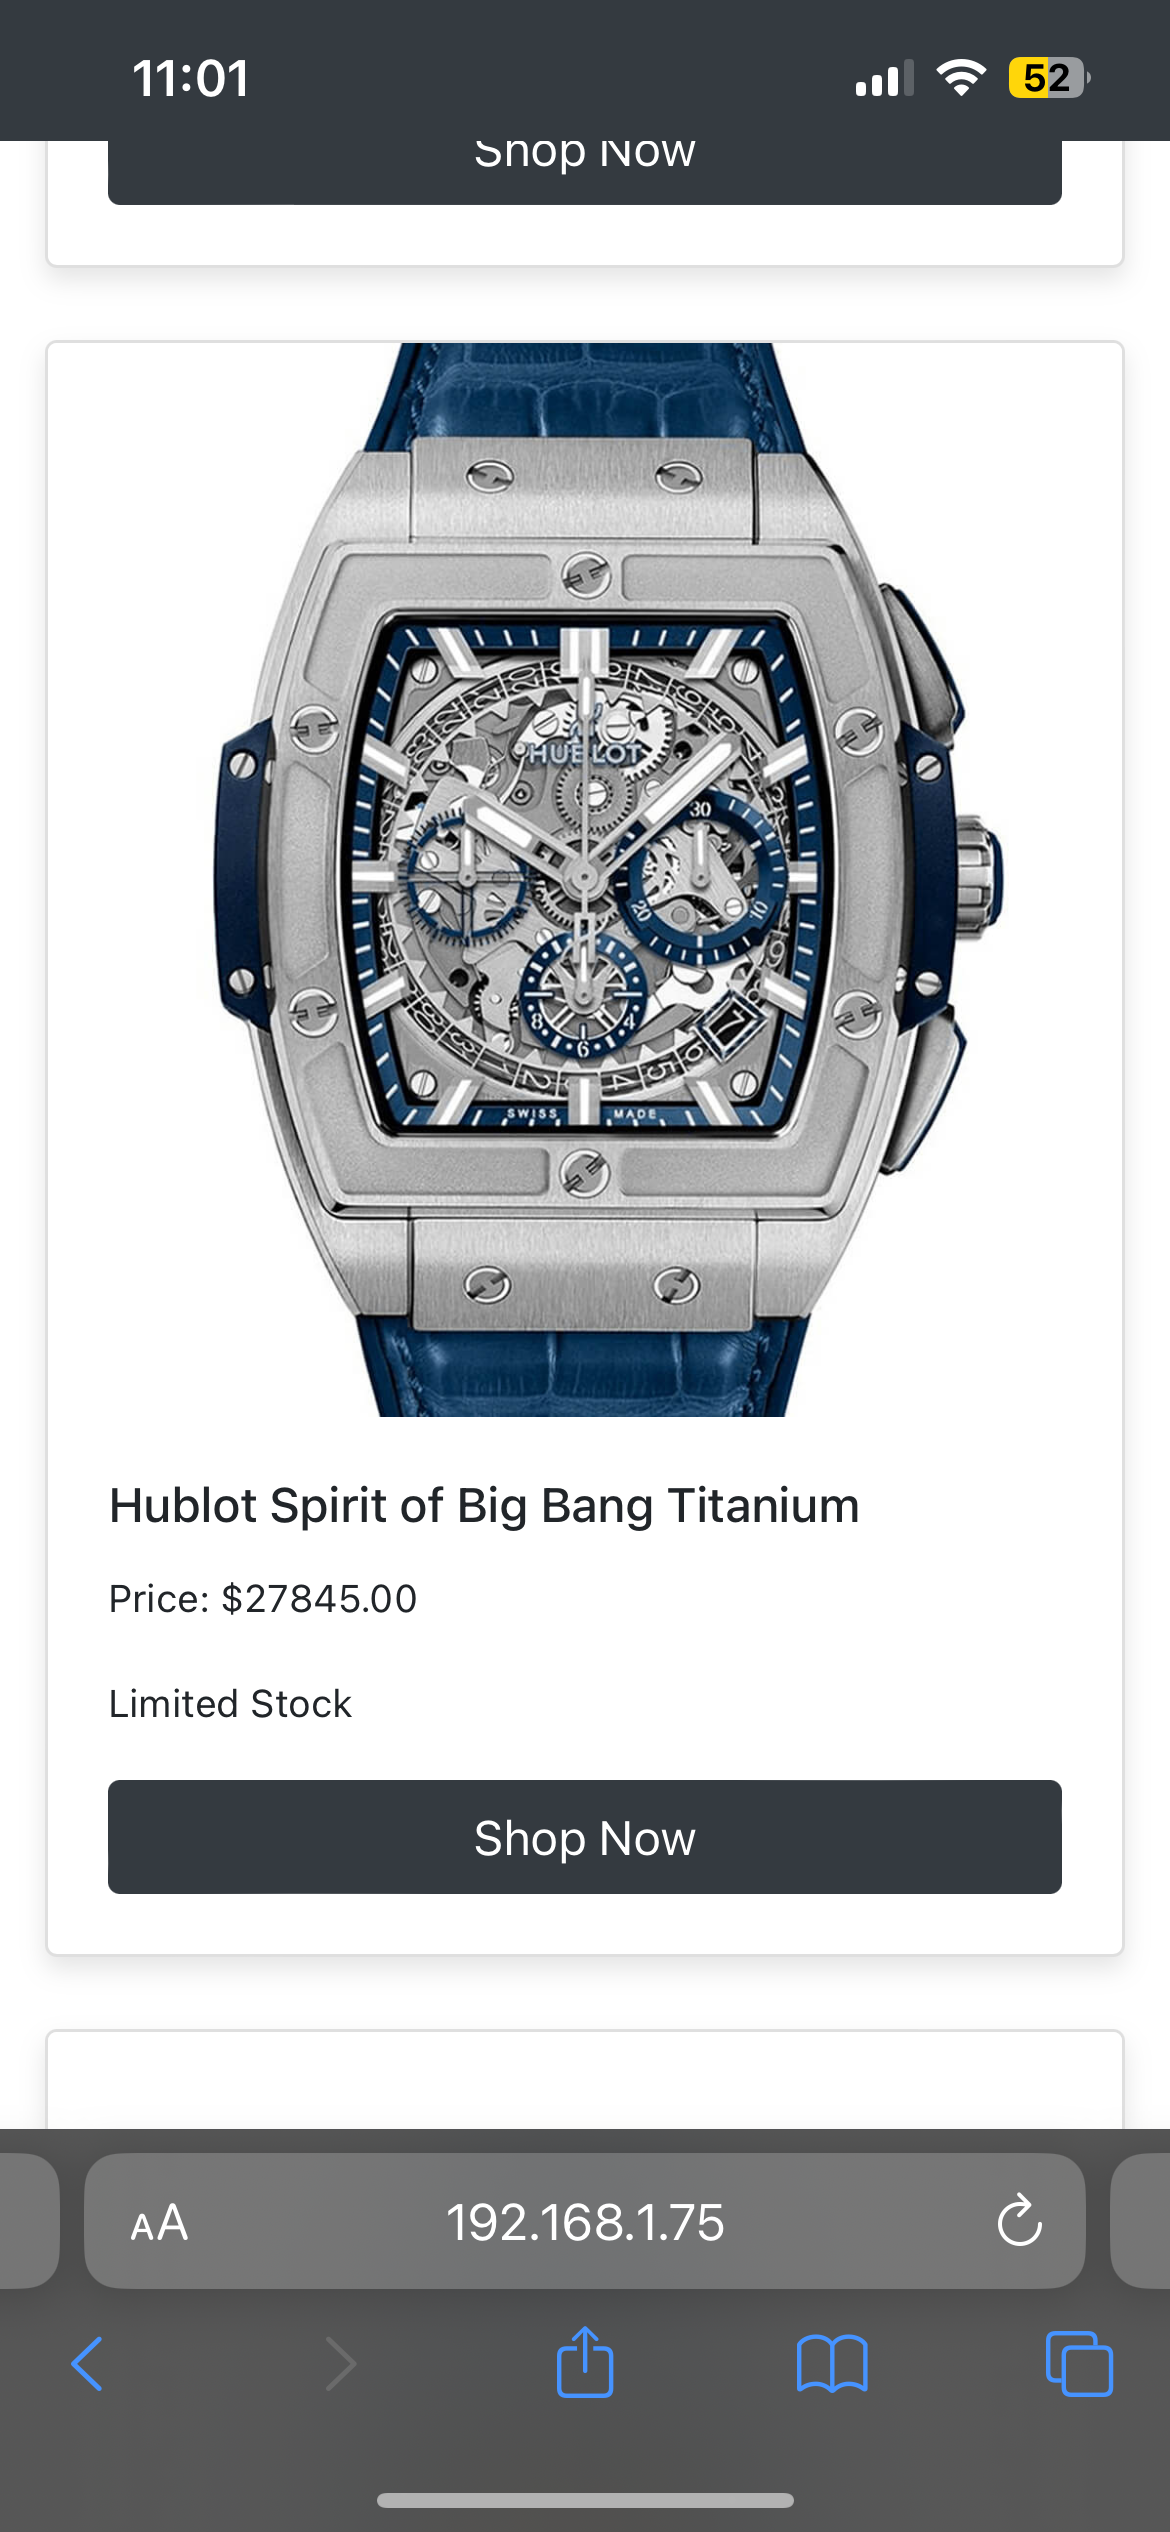 11:01
52
Shop Now
HUBLOT
30
20
10
7
8
4
6
SWISS MADE
Hublot Spirit of Big Bang Titanium
Price: $27845.00
Limited Stock
Shop Now
AA 192.168.1.75